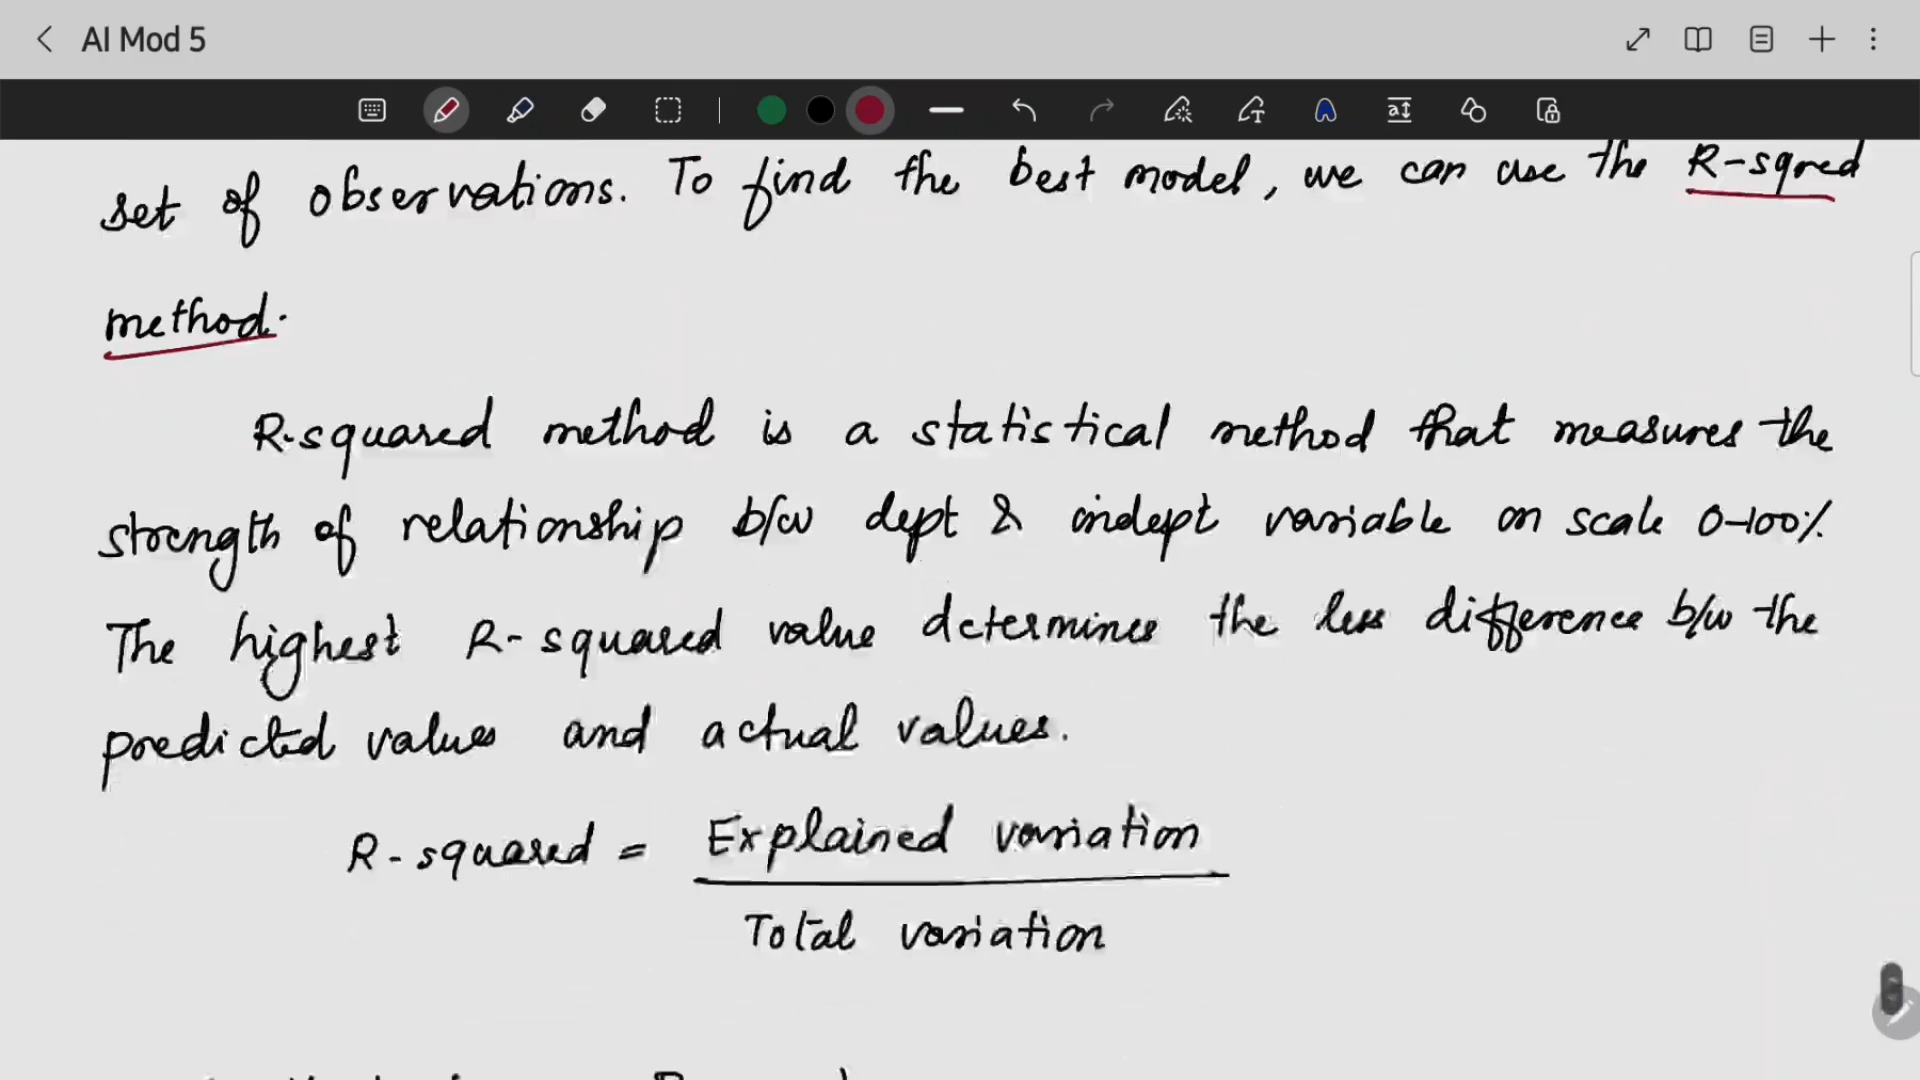 AI Mod 5
set of observations. To find the best model, we can use the R-sqred
method.
R-squared method is a statistical method that measures the
strength of relationship b/w dept & indept variable on scale 0-100%
The highest R-squared value determines the less difference b/w the
predicted values and actual values.
R-squared = Explained variation
Total variation